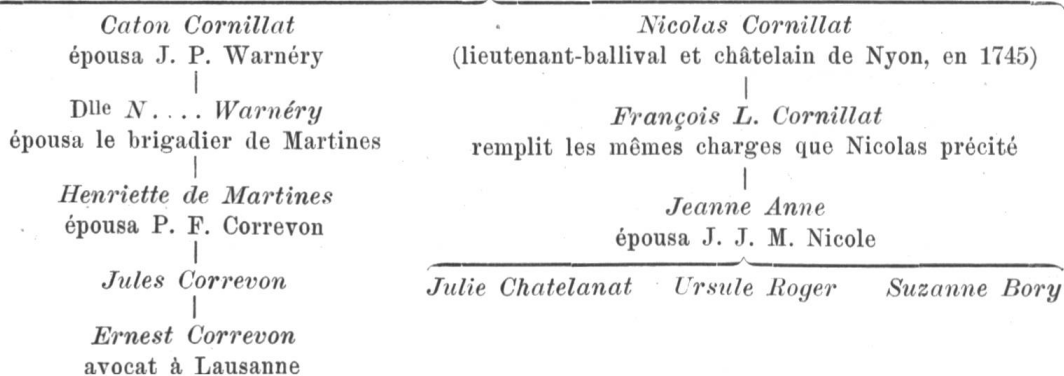 Caton Cornillat
épousa J. P. Warnéry
Dlle N.... Warnéry
épousa le brigadier de Martines
Henriette de Martines
épousa P. F. Correvon
Jules Correvon
Ernest Correvon
avocat à Lausanne
Nicolas Cornillat
(lieutenant-ballival et châtelain de Nyon, en 1745)
François L. Cornillat
remplit les mêmes charges que Nicolas précité
Jeanne Anne
épousa J. J. M. Nicole
Julie Chatelanat Ursule Roger Suzanne Bory